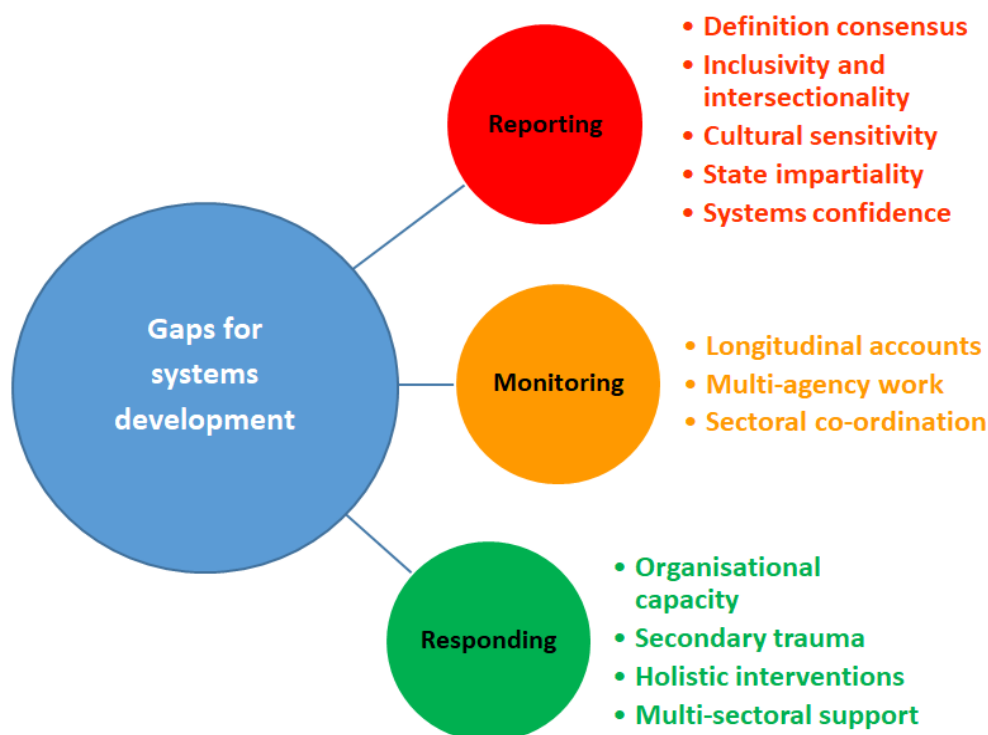 Gaps for
systems
development
Reporting
• Definition consensus
• Inclusivity and
intersectionality
• Cultural sensitivity
• State impartiality
• Systems confidence
Monitoring
• Longitudinal accounts
• Multi-agency work
• Sectoral co-ordination
Responding
• Organisational
capacity
• Secondary trauma
• Holistic interventions
• Multi-sectoral support